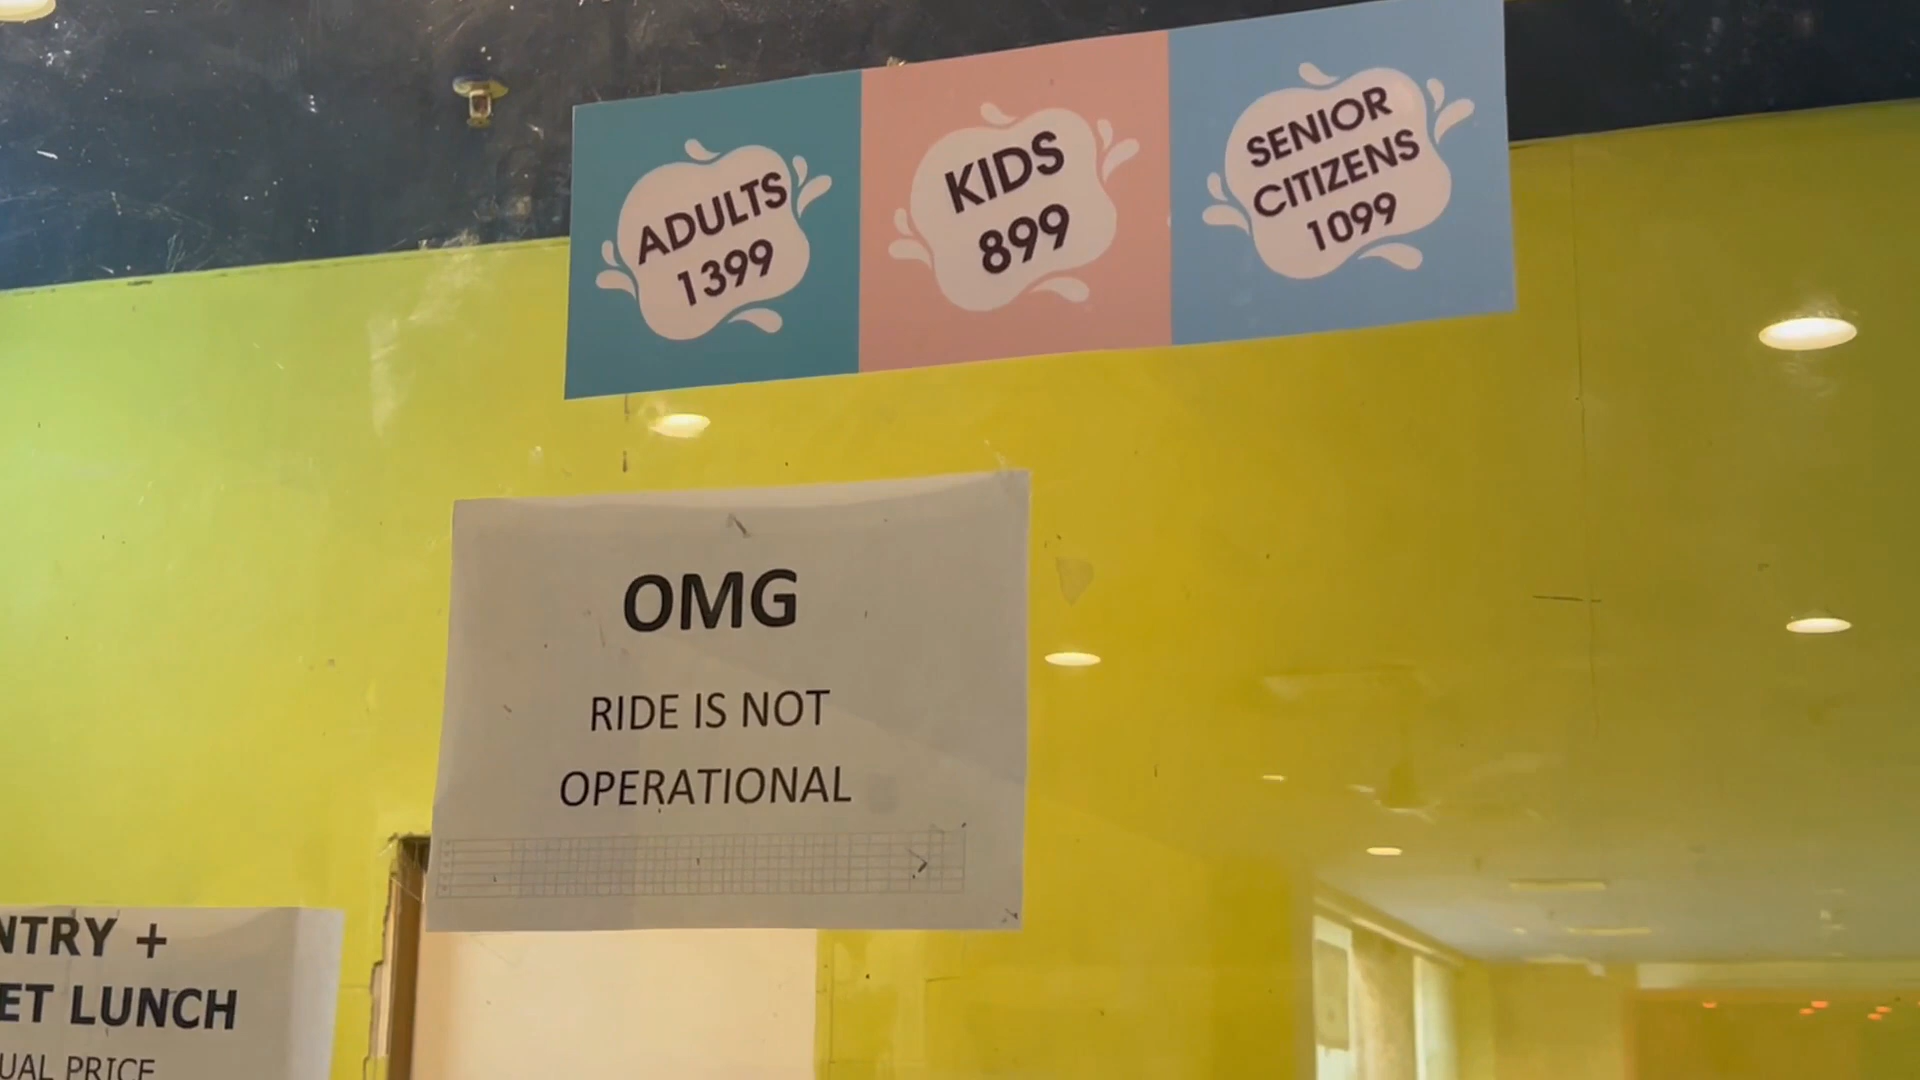 ADULTS
1399
KIDS
899
SENIOR
CITIZENS
1099
OMG
RIDE IS NOT
OPERATIONAL
NTRY +
ET LUNCH
UAL PRICE